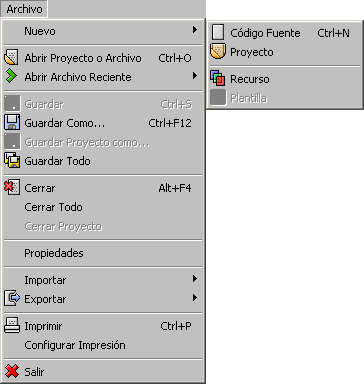 Archivo
Nuevo
Código Fuente Ctrl+N
Proyecto
Recurso
Plantilla
Abrir Proyecto o Archivo Ctrl+O
Abrir Archivo Reciente
Guardar Ctrl+S
Guardar Como... Ctrl+F12
Guardar Proyecto como...
Guardar Todo
Cerrar Alt+F4
Cerrar Todo
Cerrar Proyecto
Propiedades
Importar
Exportar
Imprimir Ctrl+P
Configurar Impresión
Salir